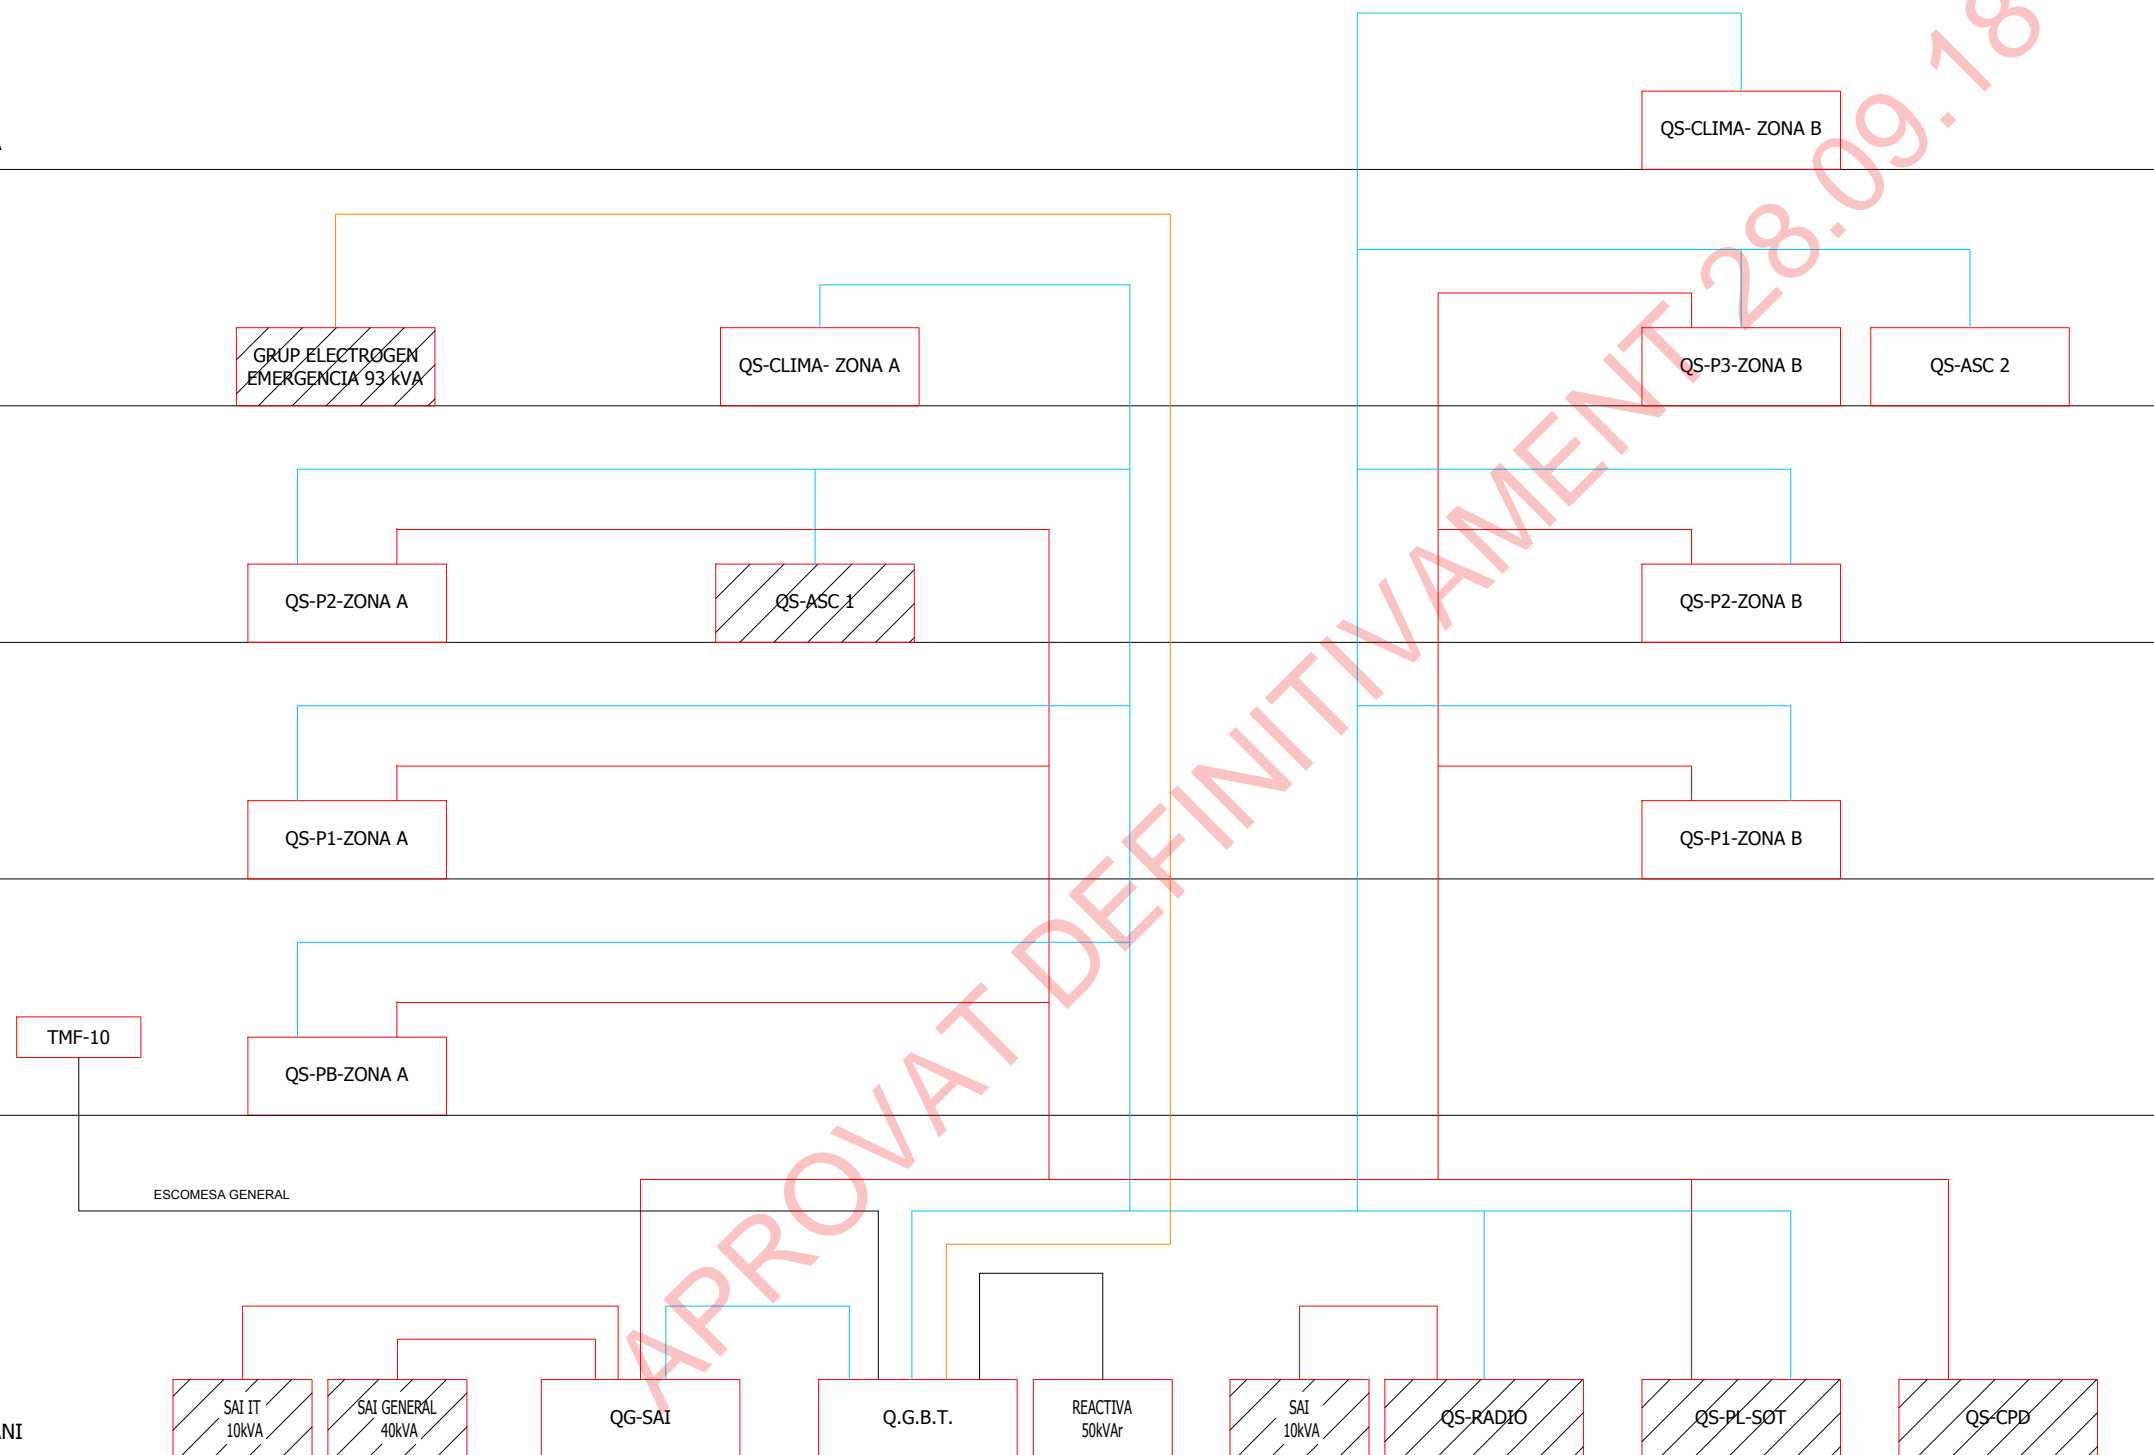 QS-CLIMA- ZONA B
GRUP ELECTROGEN
EMERGENCIA 93 kVA
QS-CLIMA- ZONA A
QS-P3-ZONA B
QS-ASC 2
QS-P2-ZONA A
QS-ASC 1
QS-P2-ZONA B
QS-P1-ZONA A
QS-P1-ZONA B
TMF-10
QS-PB-ZONA A
ESCOMESA GENERAL
SAI IT
10kVA
SAI GENERAL
40kVA
QG-SAI
Q.G.B.T.
REACTIVA
50kVAr
SAI
10kVA
QS-RADIO
QS-PL-SOT
QS-CPD
APROVAT DEFINITIVAMENT 28.09.18